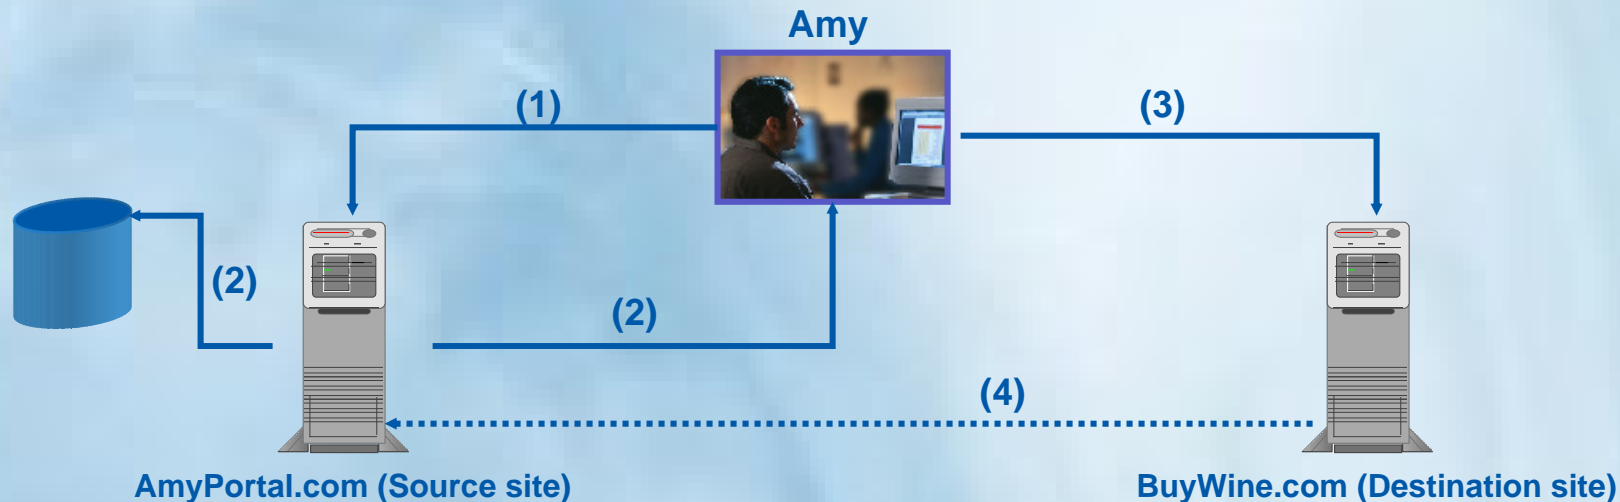 Amy
(1)
(3)
(2)
(2)
(4)
AmyPortal.com (Source site)
BuyWine.com (Destination site)